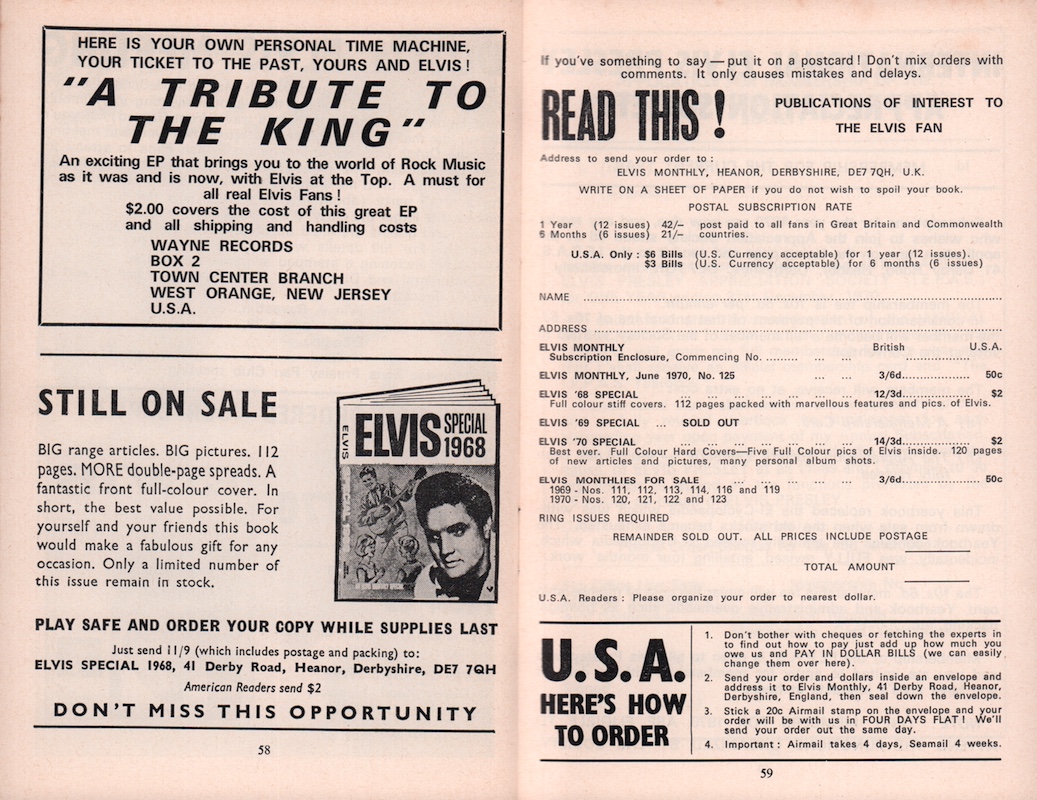 HERE IS YOUR OWN PERSONAL TIME MACHINE,
YOUR TICKET TO THE PAST, YOURS AND ELVIS !
"A TRIBUTE TO
THE KING"
An exciting EP that brings you to the world of Rock Music
as it was and is now, with Elvis at the Top. A must for
all real Elvis Fans !
$2.00 covers the cost of this great EP
and all shipping and handling costs
WAYNE RECORDS
BOX 2
TOWN CENTER BRANCH
WEST ORANGE, NEW JERSEY
U.S.A.
STILL ON SALE
BIG range articles. BIG pictures. 112
pages. MORE double-page spreads. A
fantastic front full-colour cover. In
short, the best value possible. For
yourself and your friends this book
would make a fabulous gift for any
occasion. Only a limited number of
this issue remain in stock.
ELVIS
ELVIS SPECIAL 1968
PLAY SAFE AND ORDER YOUR COPY WHILE SUPPLIES LAST
Just send 11/9 (which includes postage and packing) to:
ELVIS SPECIAL 1968, 41 Derby Road, Heanor, Derbyshire, DE7 7QH
American Readers send $2
DON'T MISS THIS OPPORTUNITY
58
If you've something to say — put it on a postcard ! Don't mix orders with
comments. It only causes mistakes and delays.
READ THIS !
PUBLICATIONS OF INTEREST TO
THE ELVIS FAN
Address to send your order to :
ELVIS MONTHLY, HEANOR, DERBYSHIRE, DE7 7QH, U.K.
WRITE ON A SHEET OF PAPER if you do not wish to spoil your book.
POSTAL SUBSCRIPTION RATE
1 Year (12 issues) 42/– post paid to all fans in Great Britain and Commonwealth
6 Months (6 issues) 21/– countries.
U.S.A. Only : $6 Bills (U.S. Currency acceptable) for 1 year (12 issues).
$3 Bills (U.S. Currency acceptable) for 6 months (6 issues)
NAME ..........
ADDRESS ..........
ELVIS MONTHLY British U.S.A.
Subscription Enclosure, Commencing No. ......... ... ... ..................
ELVIS MONTHLY, June 1970, No. 125 ... ... 3/6d.................. 50c
ELVIS '68 SPECIAL ... ... ... ... ... ... 12/3d.................. $2
Full colour stiff covers. 112 pages packed with marvellous features and pics. of Elvis.
ELVIS '69 SPECIAL ... SOLD OUT
ELVIS '70 SPECIAL ... ... ... ... ... ... 14/3d.................. $2
Best ever. Full Colour Hard Covers—Five Full Colour pics of Elvis inside. 120 pages
of new articles and pictures, many personal album shots.
ELVIS MONTHLIES FOR SALE ... ... ... ... 3/6d.................. 50c
1969 - Nos. 111, 112, 113, 114, 116 and 119
1970 - Nos. 120, 121, 122 and 123
RING ISSUES REQUIRED
REMAINDER SOLD OUT. ALL PRICES INCLUDE POSTAGE
TOTAL AMOUNT
U.S.A. Readers : Please organize your order to nearest dollar.
U.S.A.
HERE'S HOW
TO ORDER
1. Don't bother with cheques or fetching the experts in
to find out how to pay just add up how much you
owe us and PAY IN DOLLAR BILLS (we can easily
change them over here).
2. Send your order and dollars inside an envelope and
address it to Elvis Monthly, 41 Derby Road, Heanor,
Derbyshire, England, then seal down the envelope.
3. Stick a 20c Airmail stamp on the envelope and your
order will be with us in FOUR DAYS FLAT ! We'll
send your order out the same day.
4. Important : Airmail takes 4 days, Seamail 4 weeks.
59